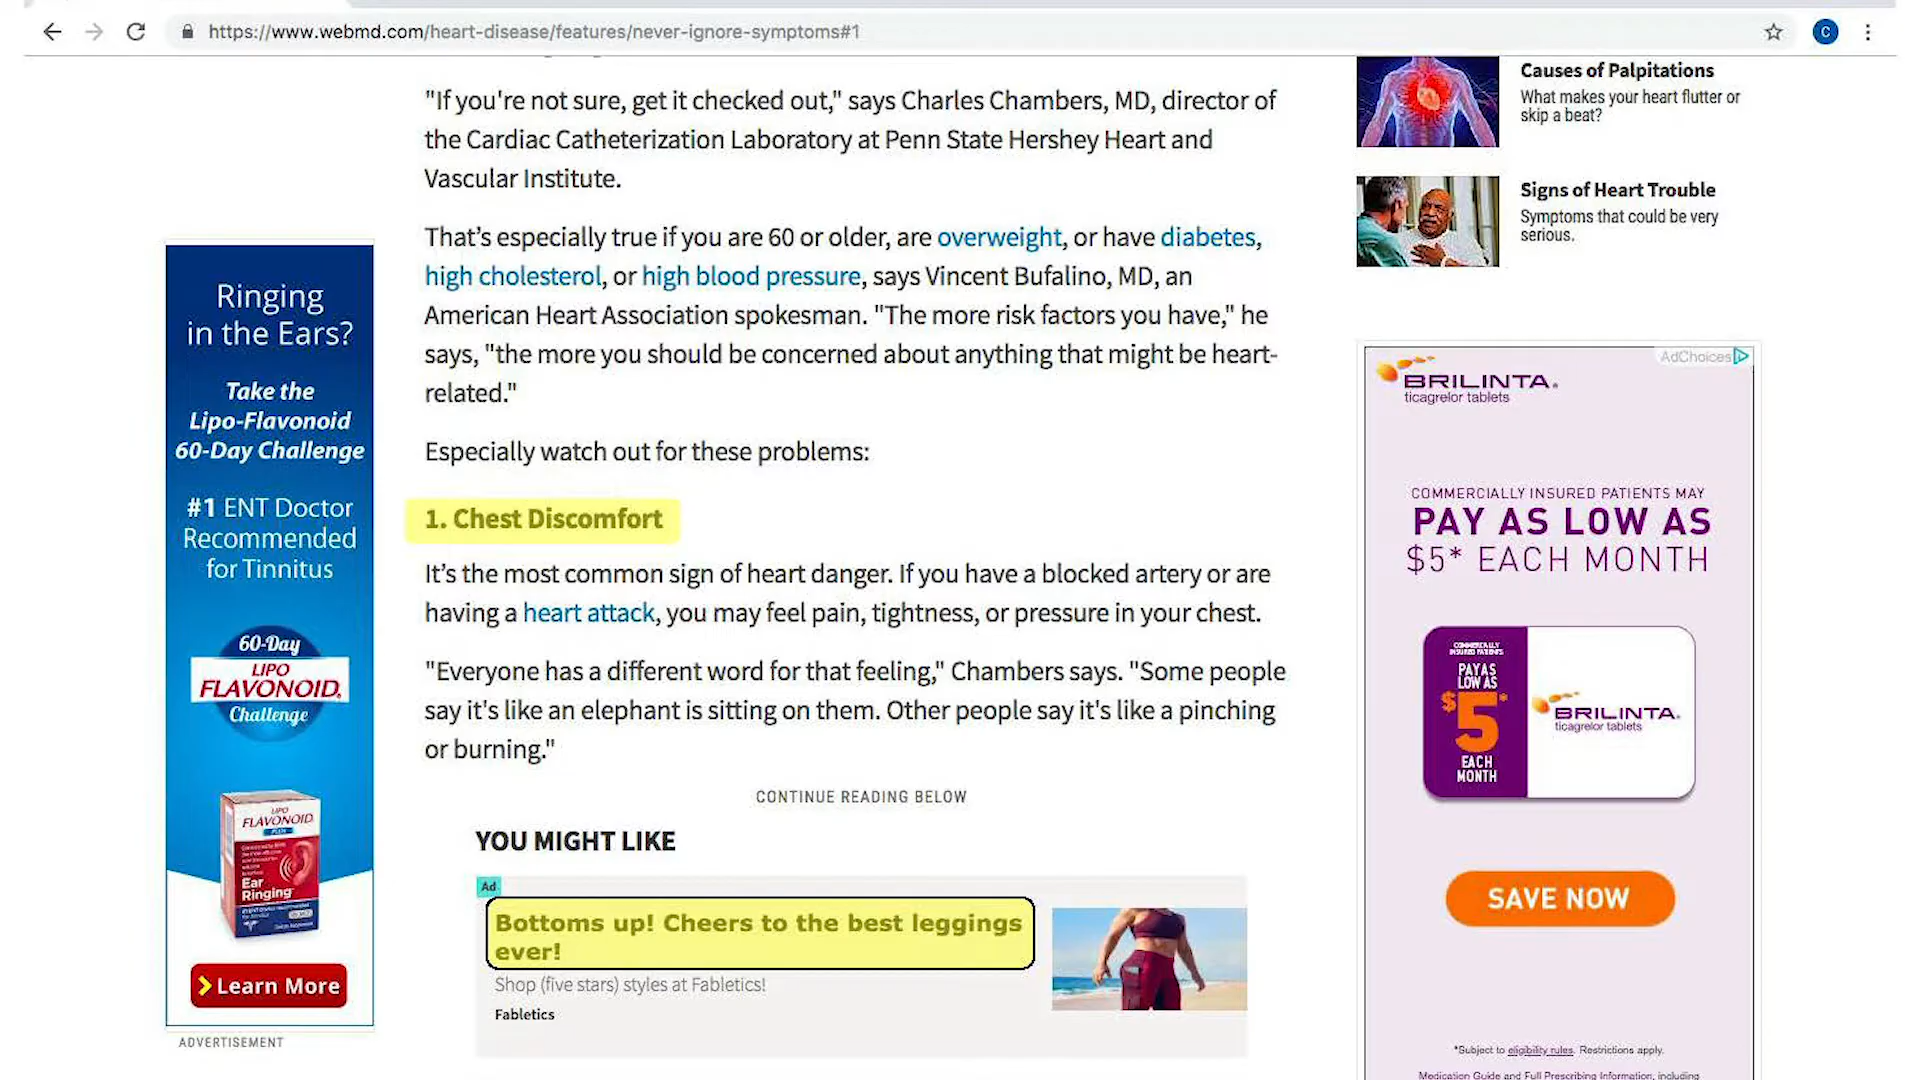 https://www.webmd.com/heart-disease/features/never-ignore-symptoms#1
C
"If you're not sure, get it checked out," says Charles Chambers, MD, director of
the Cardiac Catheterization Laboratory at Penn State Hershey Heart and
Vascular Institute.
That's especially true if you are 60 or older, are overweight, or have diabetes,
high cholesterol, or high blood pressure, says Vincent Bufalino, MD, an
American Heart Association spokesman. "The more risk factors you have," he
says, "the more you should be concerned about anything that might be heart-
related."
Especially watch out for these problems:
1. Chest Discomfort
It's the most common sign of heart danger. If you have a blocked artery or are
having a heart attack, you may feel pain, tightness, or pressure in your chest.
"Everyone has a different word for that feeling," Chambers says. "Some people
say it's like an elephant is sitting on them. Other people say it's like a pinching
or burning."
CONTINUE READING BELOW
YOU MIGHT LIKE
Ad
Bottoms up! Cheers to the best leggings
ever!
Shop (five stars) styles at Fabletics!
Fabletics
Ringing
in the Ears?
Take the
Lipo-Flavonoid
60-Day Challenge
#1 ENT Doctor
Recommended
for Tinnitus
60-Day
LIPO
FLAVONOID®
Challenge
LIPO
FLAVONOID
PLUS
Ear
Ringing
Learn More
ADVERTISEMENT
Causes of Palpitations
What makes your heart flutter or
skip a beat?
Signs of Heart Trouble
Symptoms that could be very
serious.
AdChoices
BRILINTA®
ticagrelor tablets
COMMERCIALLY INSURED PATIENTS MAY
PAY AS LOW AS
$5* EACH MONTH
COMMERCIALLY
INSURED PATIENTS
PAY AS
LOW AS
$5*
EACH
MONTH
BRILINTA®
ticagrelor tablets
SAVE NOW
*Subject to eligibility rules. Restrictions apply.
Medication Guide and Full Prescribing Information, including